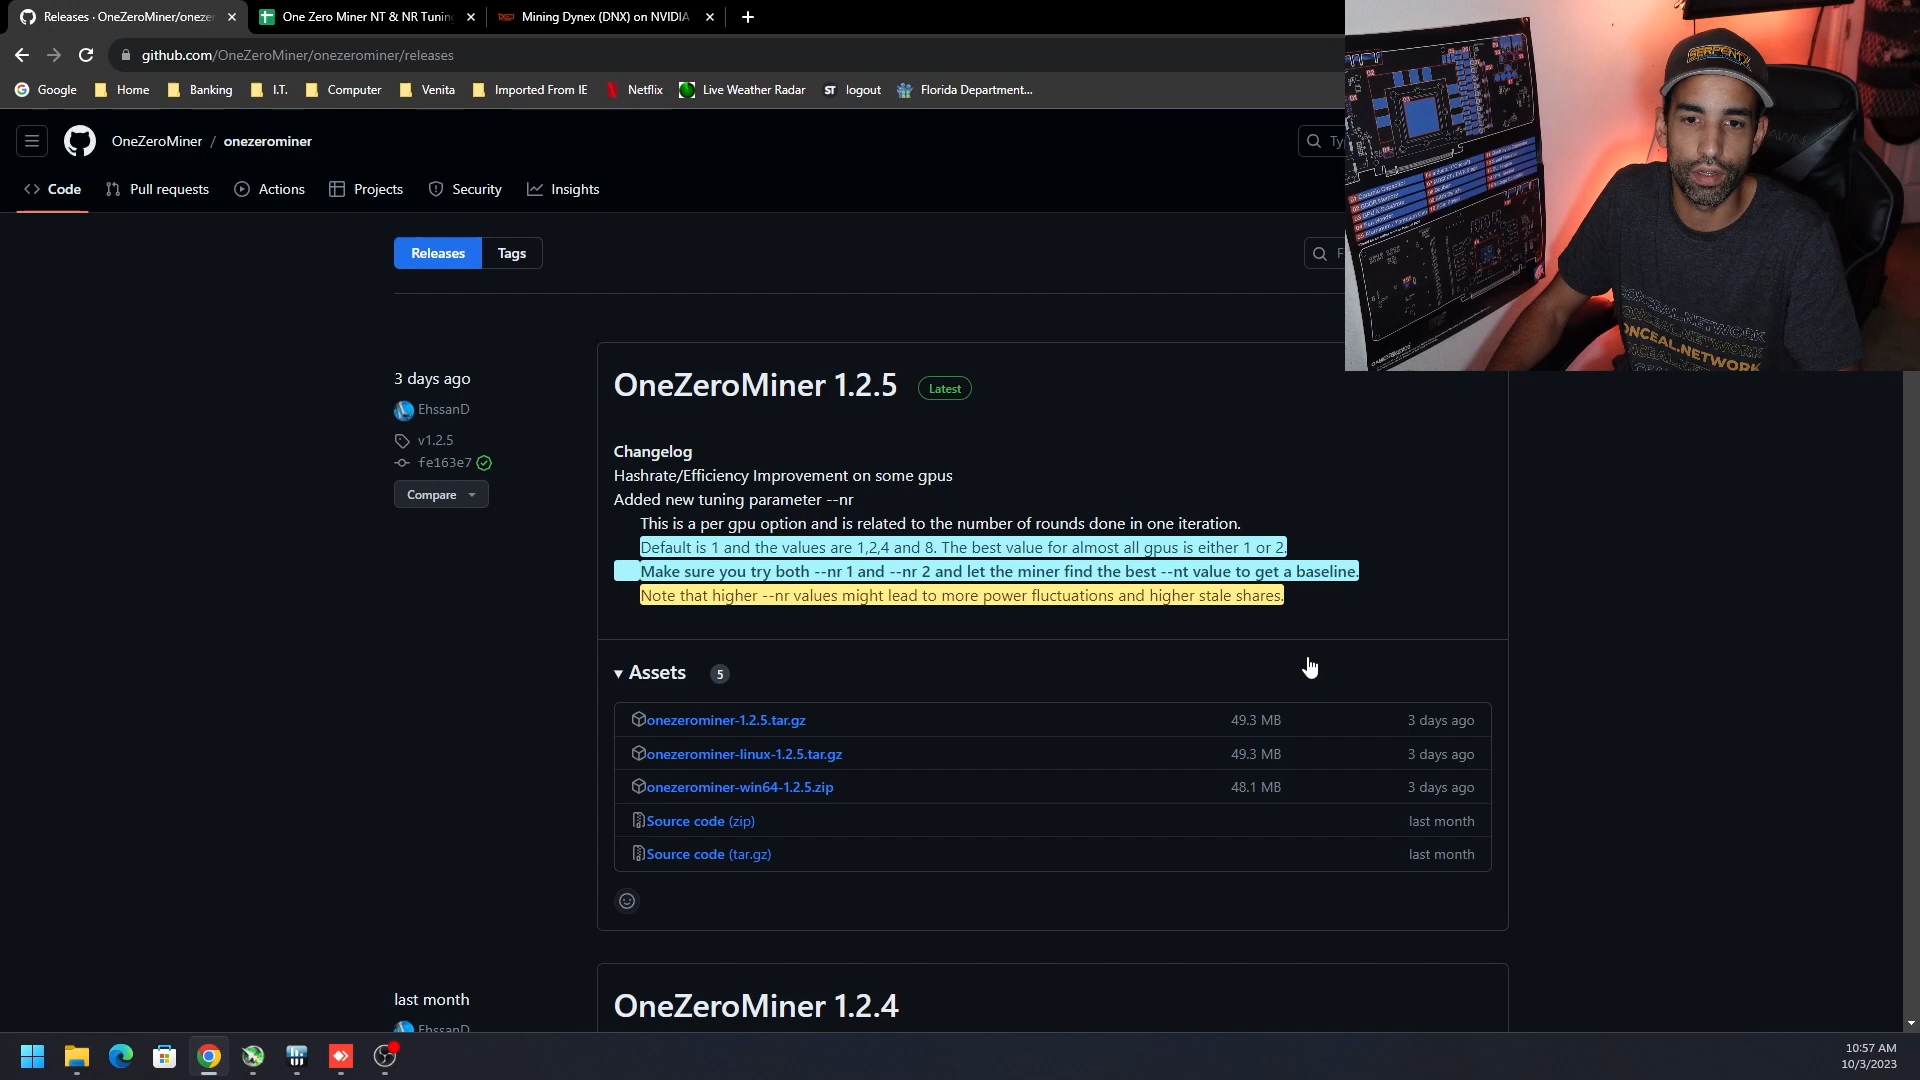 Releases · OneZeroMiner/onezer
One Zero Miner NT & NR Tuning
Mining Dynex (DNX) on NVIDIA
github.com/OneZeroMiner/onezerominer/releases
Google
Home
Banking
I.T.
Computer
Venita
Imported From IE
Netflix
Live Weather Radar
ST logout
Florida Department...
OneZeroMiner / onezerominer
Ty
Code
Pull requests
Actions
Projects
Security
Insights
Releases
Tags
F
3 days ago
EhssanD
v1.2.5
fe163e7
Compare
OneZeroMiner 1.2.5
Latest
Changelog
Hashrate/Efficiency Improvement on some gpus
Added new tuning parameter --nr
This is a per gpu option and is related to the number of rounds done in one iteration.
Default is 1 and the values are 1,2,4 and 8. The best value for almost all gpus is either 1 or 2.
Make sure you try both --nr 1 and --nr 2 and let the miner find the best --nt value to get a baseline.
Note that higher --nr values might lead to more power fluctuations and higher stale shares.
Assets 5
onezerominer-1.2.5.tar.gz 49.3 MB 3 days ago
onezerominer-linux-1.2.5.tar.gz 49.3 MB 3 days ago
onezerominer-win64-1.2.5.zip 48.1 MB 3 days ago
Source code (zip) last month
Source code (tar.gz) last month
last month
EhssanD
OneZeroMiner 1.2.4
10:57 AM
10/3/2023
SERPENT
CONCEAL.NETWORK
ONCEAL.NETWORK
ONCEAL.NETWORK